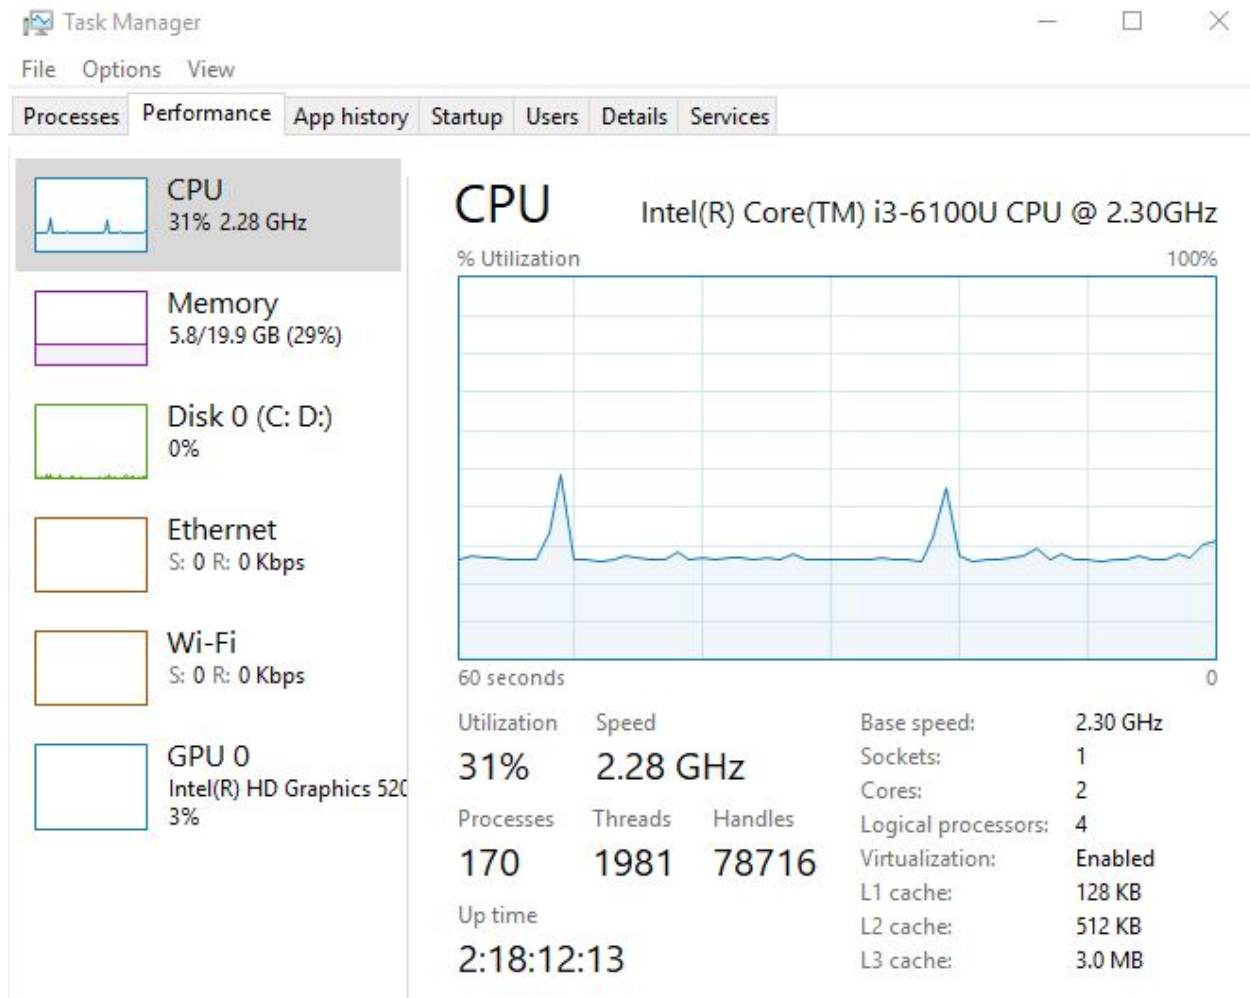 Task Manager
File Options View
Processes Performance App history Startup Users Details Services
CPU
31% 2.28 GHz
Memory
5.8/19.9 GB (29%)
Disk 0 (C: D:)
0%
Ethernet
S: 0 R: 0 Kbps
Wi-Fi
S: 0 R: 0 Kbps
GPU 0
Intel(R) HD Graphics 520
3%
CPU Intel(R) Core(TM) i3-6100U CPU @ 2.30GHz
% Utilization 100%
60 seconds 0
Utilization Speed
31% 2.28 GHz
Processes Threads Handles
170 1981 78716
Up time
2:18:12:13
Base speed: 2.30 GHz
Sockets: 1
Cores: 2
Logical processors: 4
Virtualization: Enabled
L1 cache: 128 KB
L2 cache: 512 KB
L3 cache: 3.0 MB